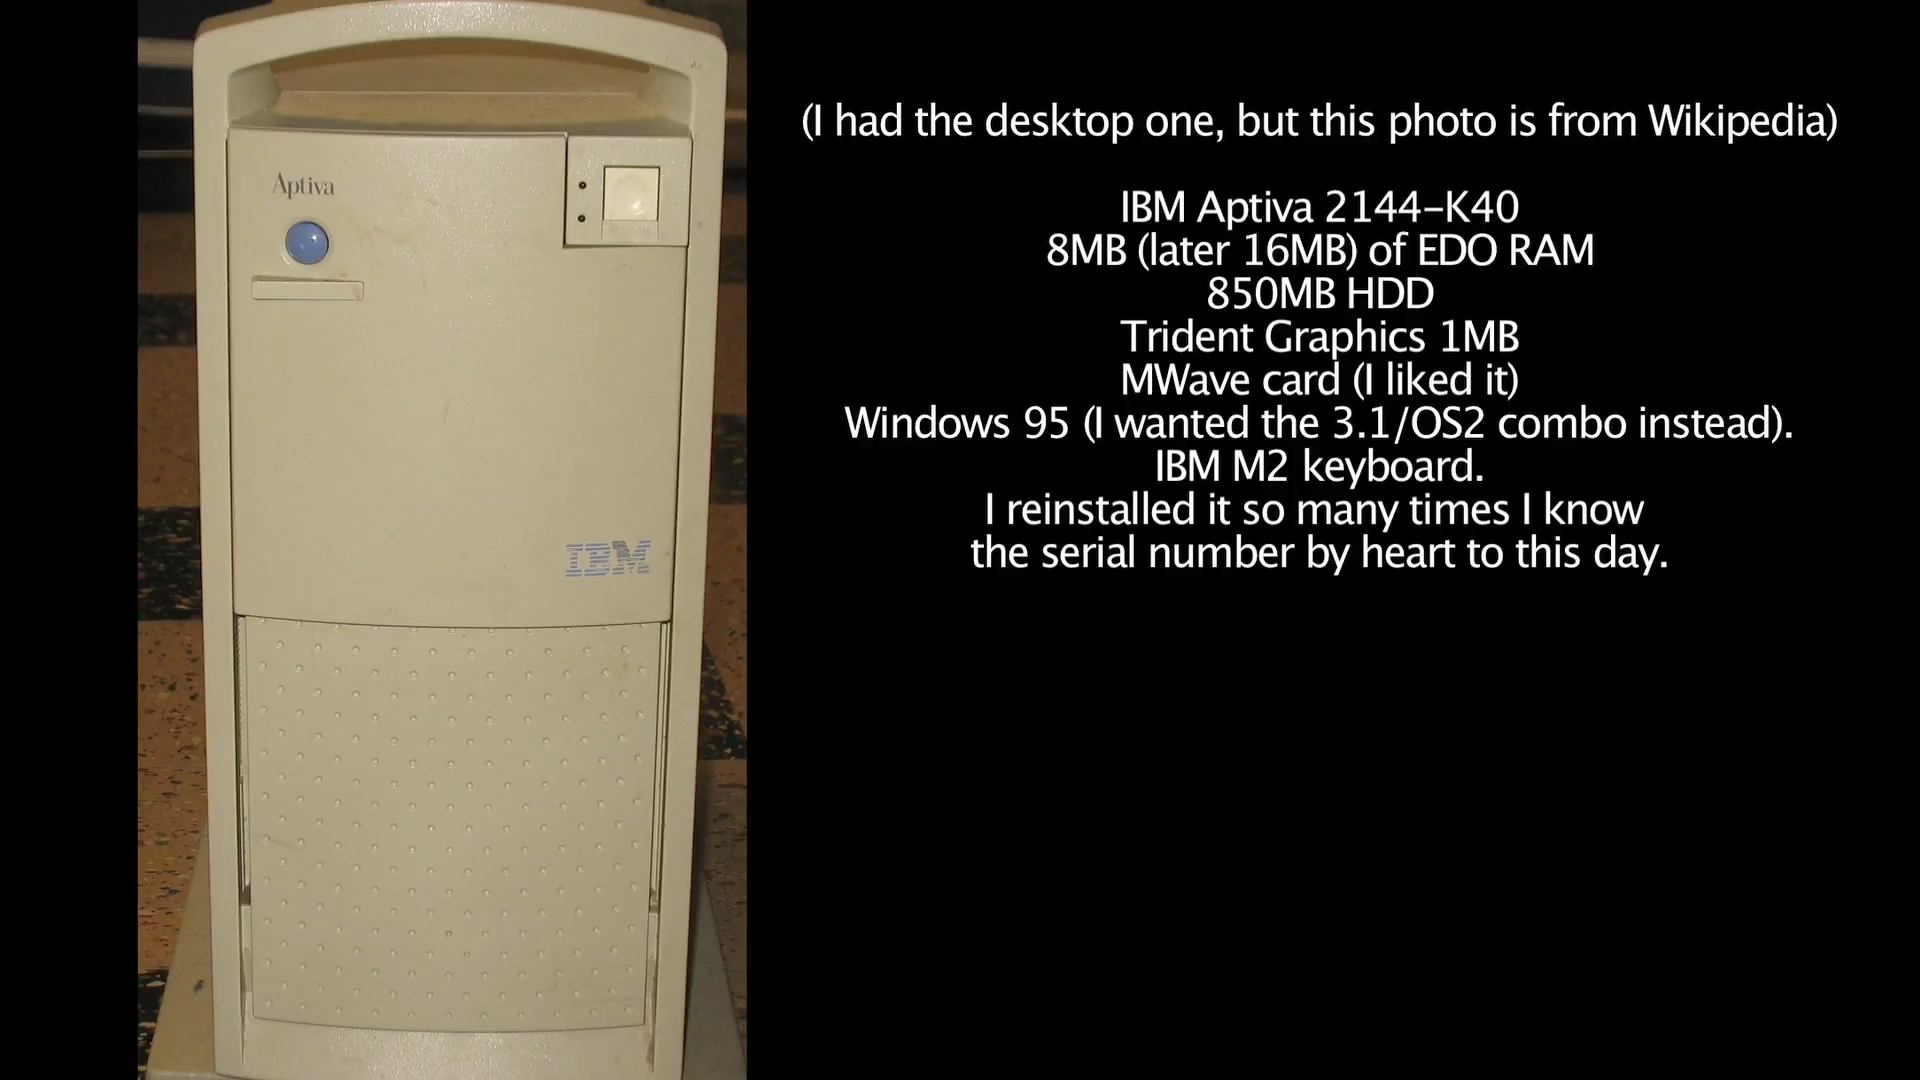 Aptiva
IBM
(I had the desktop one, but this photo is from Wikipedia)
IBM Aptiva 2144-K40
8MB (later 16MB) of EDO RAM
850MB HDD
Trident Graphics 1MB
MWave card (I liked it)
Windows 95 (I wanted the 3.1/OS2 combo instead).
IBM M2 keyboard.
I reinstalled it so many times I know
the serial number by heart to this day.